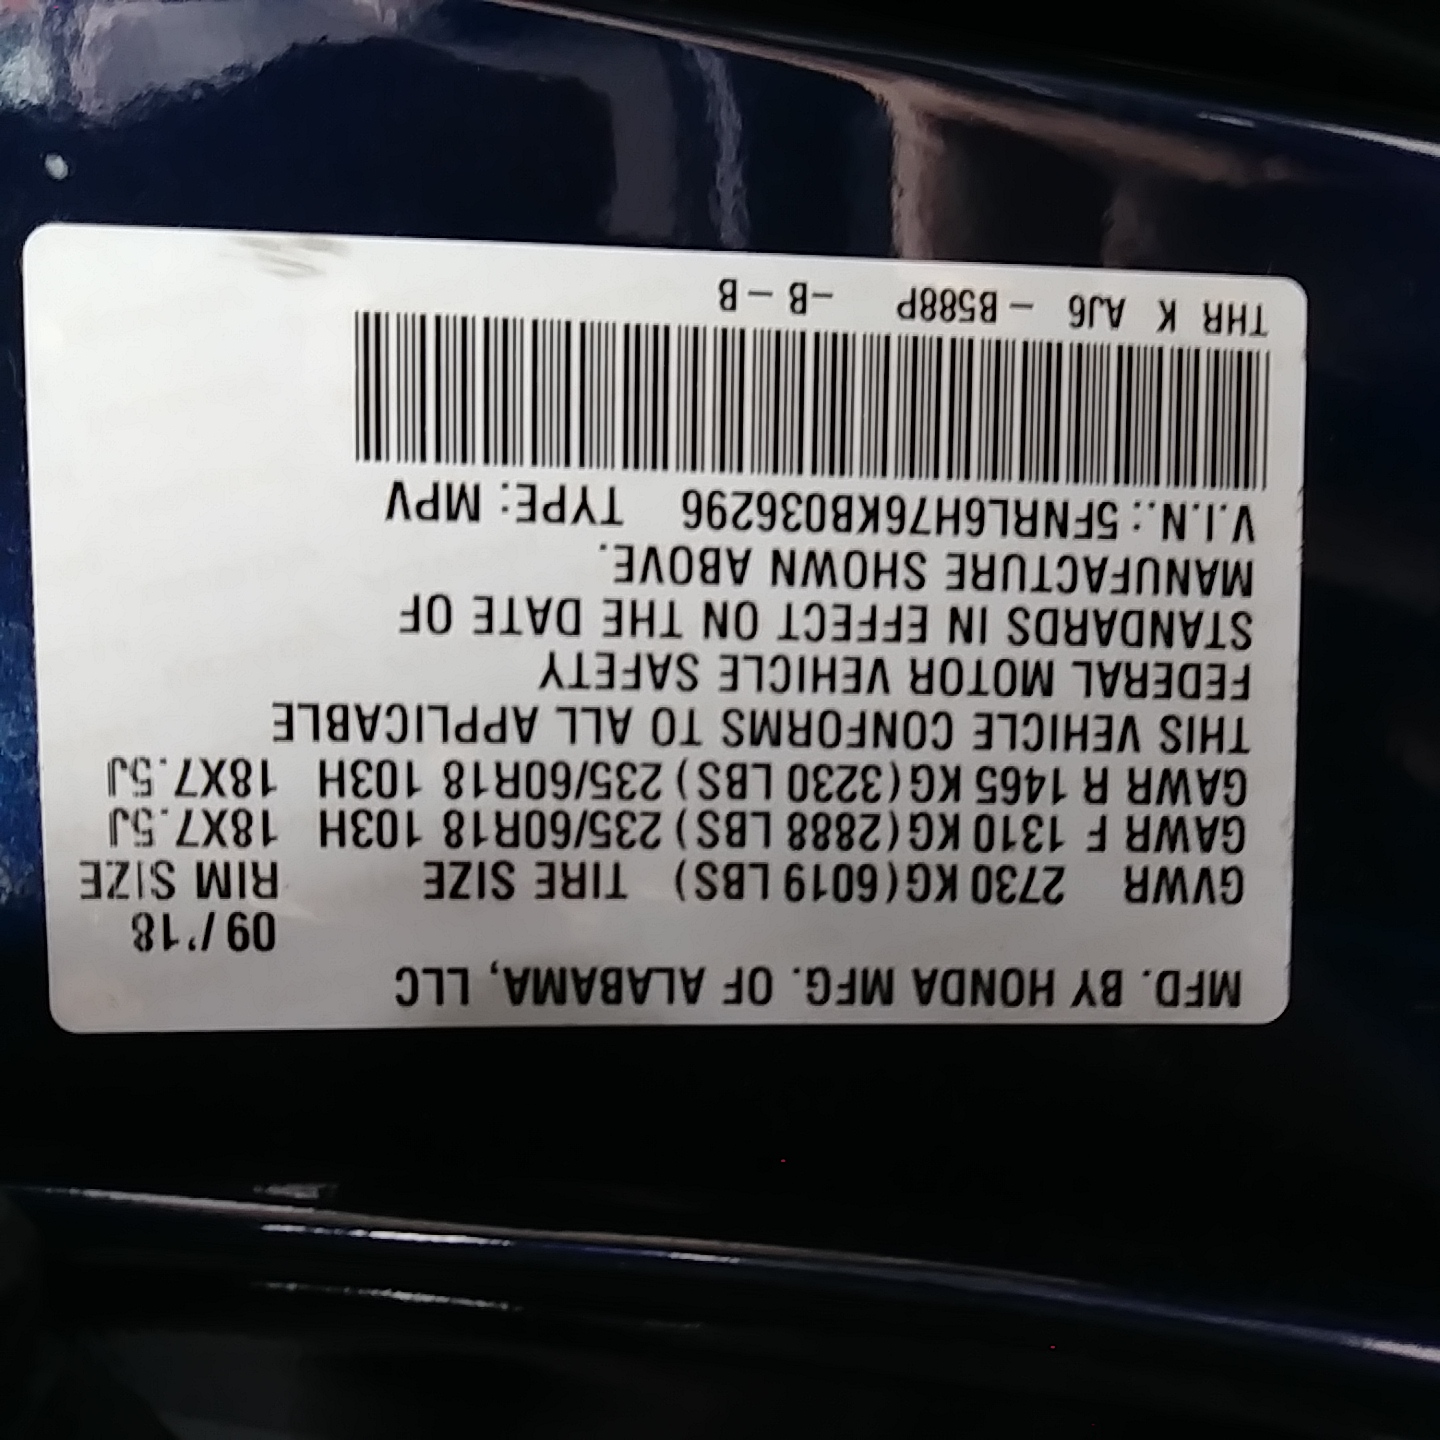 MFD. BY HONDA MFG. OF ALABAMA, LLC
09/'18
GVWR 2730 KG(6019 LBS) TIRE SIZE RIM SIZE
GAWR F 1310 KG(2888 LBS) 235/60R18 103H 18X7.5J
GAWR R 1465 KG(3230 LBS) 235/60R18 103H 18X7.5J
THIS VEHICLE CONFORMS TO ALL APPLICABLE
FEDERAL MOTOR VEHICLE SAFETY
STANDARDS IN EFFECT ON THE DATE OF
MANUFACTURE SHOWN ABOVE.
V.I.N.: 5FNRL6H76KB036296 TYPE: MPV
THR K AJ6 - B588P -B - B